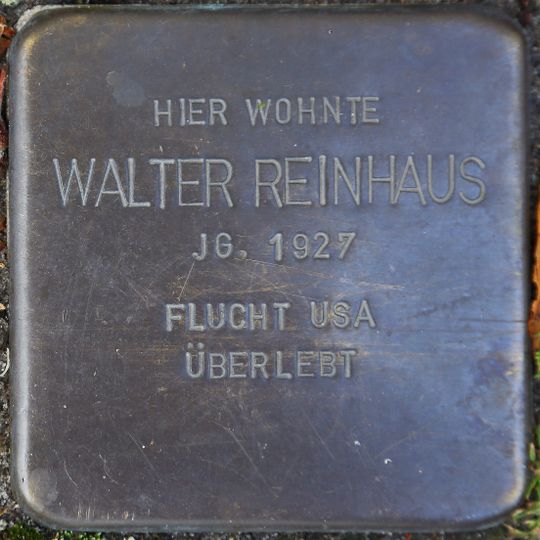 HIER WOHNTE
WALTER REINHAUS
JG. 1927
FLUCHT USA
ÜBERLEBT